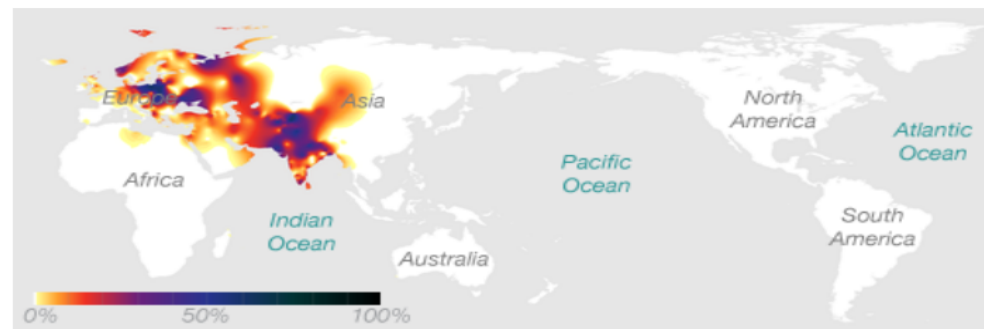 Europe
Asia
North
America
Atlantic
Ocean
Pacific
Ocean
Africa
Indian
Ocean
South
America
Australia
0%
50%
100%